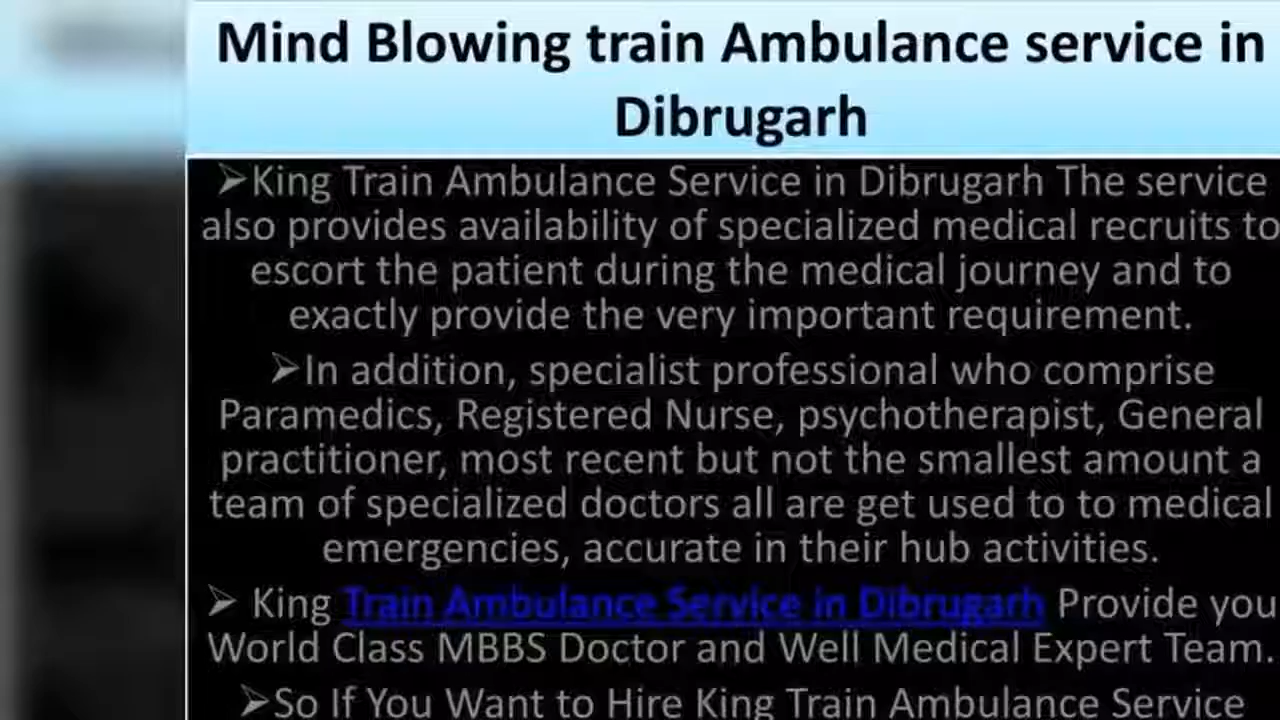 Mind Blowing train Ambulance service in
Dibrugarh
➢King Train Ambulance Service in Dibrugarh The service
also provides availability of specialized medical recruits to
escort the patient during the medical journey and to
exactly provide the very important requirement.
➢In addition, specialist professional who comprise
Paramedics, Registered Nurse, psychotherapist, General
practitioner, most recent but not the smallest amount a
team of specialized doctors all are get used to to medical
emergencies, accurate in their hub activities.
➢ King Train Ambulance Service in Dibrugarh Provide you
World Class MBBS Doctor and Well Medical Expert Team.
➢So If You Want to Hire King Train Ambulance Service